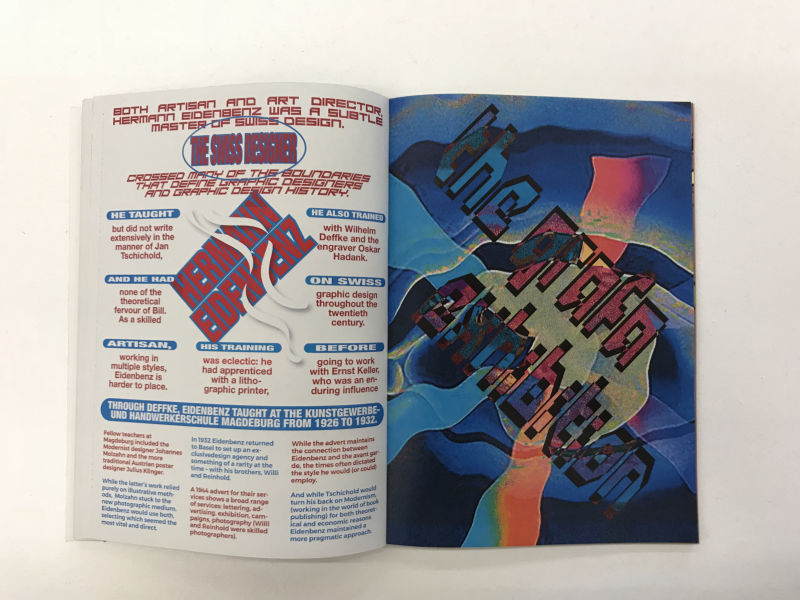 BOTH ARTISAN AND ART DIRECTOR,
HERMANN EIDENBENZ WAS A SUBTLE
MASTER OF SWISS DESIGN.
THE SWISS DESIGNER
CROSSED MANY OF THE BOUNDARIES
THAT DEFINE GRAPHIC DESIGNERS
AND GRAPHIC DESIGN HISTORY.
HERMANN
EIDENBENZ
HE TAUGHT
but did not write
extensively in the
manner of Jan
Tschichold,
AND HE HAD
none of the
theoretical
fervour of Bill.
As a skilled
ARTISAN,
working in
multiple styles,
Eidenbenz is
harder to place.
HIS TRAINING
was eclectic: he
had apprenticed
with a litho-
graphic printer,
HE ALSO TRAINED
with Wilhelm
Deffke and the
engraver Oskar
Hadank.
ON SWISS
graphic design
throughout the
twentieth
century.
BEFORE
going to work
with Ernst Keller,
who was an en-
during influence
THROUGH DEFFKE, EIDENBENZ TAUGHT AT THE KUNSTGEWERBE-
UND HANDWERKERSCHULE MAGDEBURG FROM 1926 TO 1932.
Fellow teachers at
Magdeburg included the
Modernist designer Johannes
Molzahn and the more
traditional Austrian poster
designer Julius Klinger.
While the latter's work relied
purely on illustrative meth-
ods, Molzahn stuck to the
new photographic medium.
Eidenbenz would use both,
selecting which seemed the
most vital and direct.
In 1932 Eidenbenz returned
to Basel to set up an ex-
clusivedesign agency and
something of a rarity at the
time - with his brothers, Willi
and Reinhold.
A 1944 advert for their ser-
vices shows a broad range
of services: lettering, ad-
vertising, exhibition, cam-
paigns, photography (Willi
and Reinhold were skilled
photographers).
While the advert maintains
the connection between
Eidenbenz and the avant gar-
de, the times often dictated
the style he would (or could)
employ.
And while Tschichold would
turn his back on Modernism,
(working in the world of book
publishing) for both theoret-
ical and economic reasons
Eidenbenz maintained a
more pragmatic approach.
the
grafa
exhibition